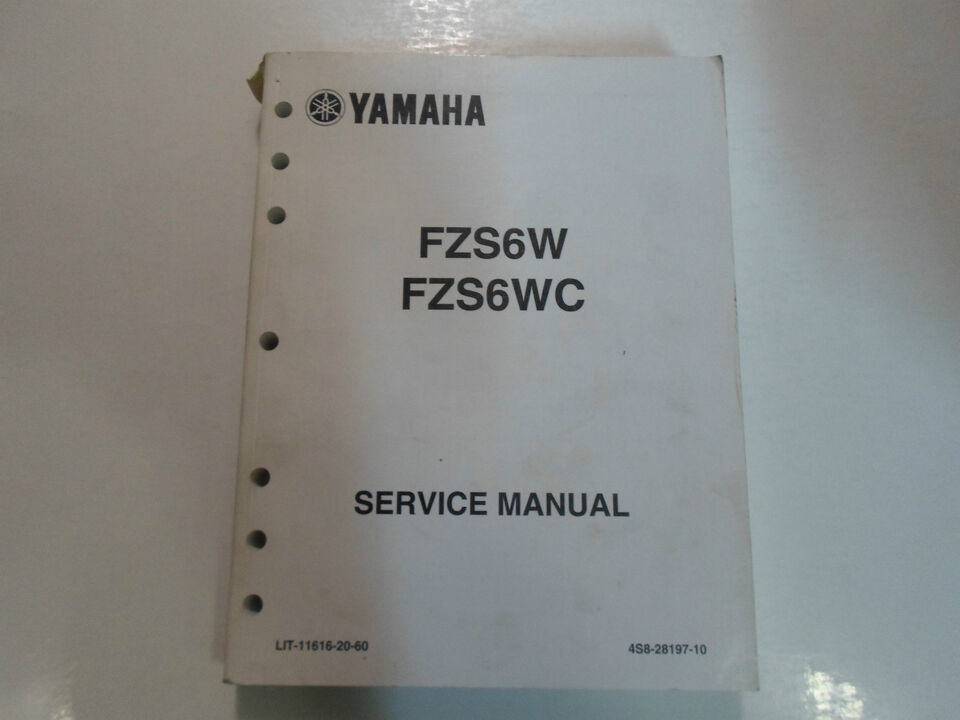 YAMAHA
FZS6W
FZS6WC
SERVICE MANUAL
LIT-11616-20-60
4S8-28197-10